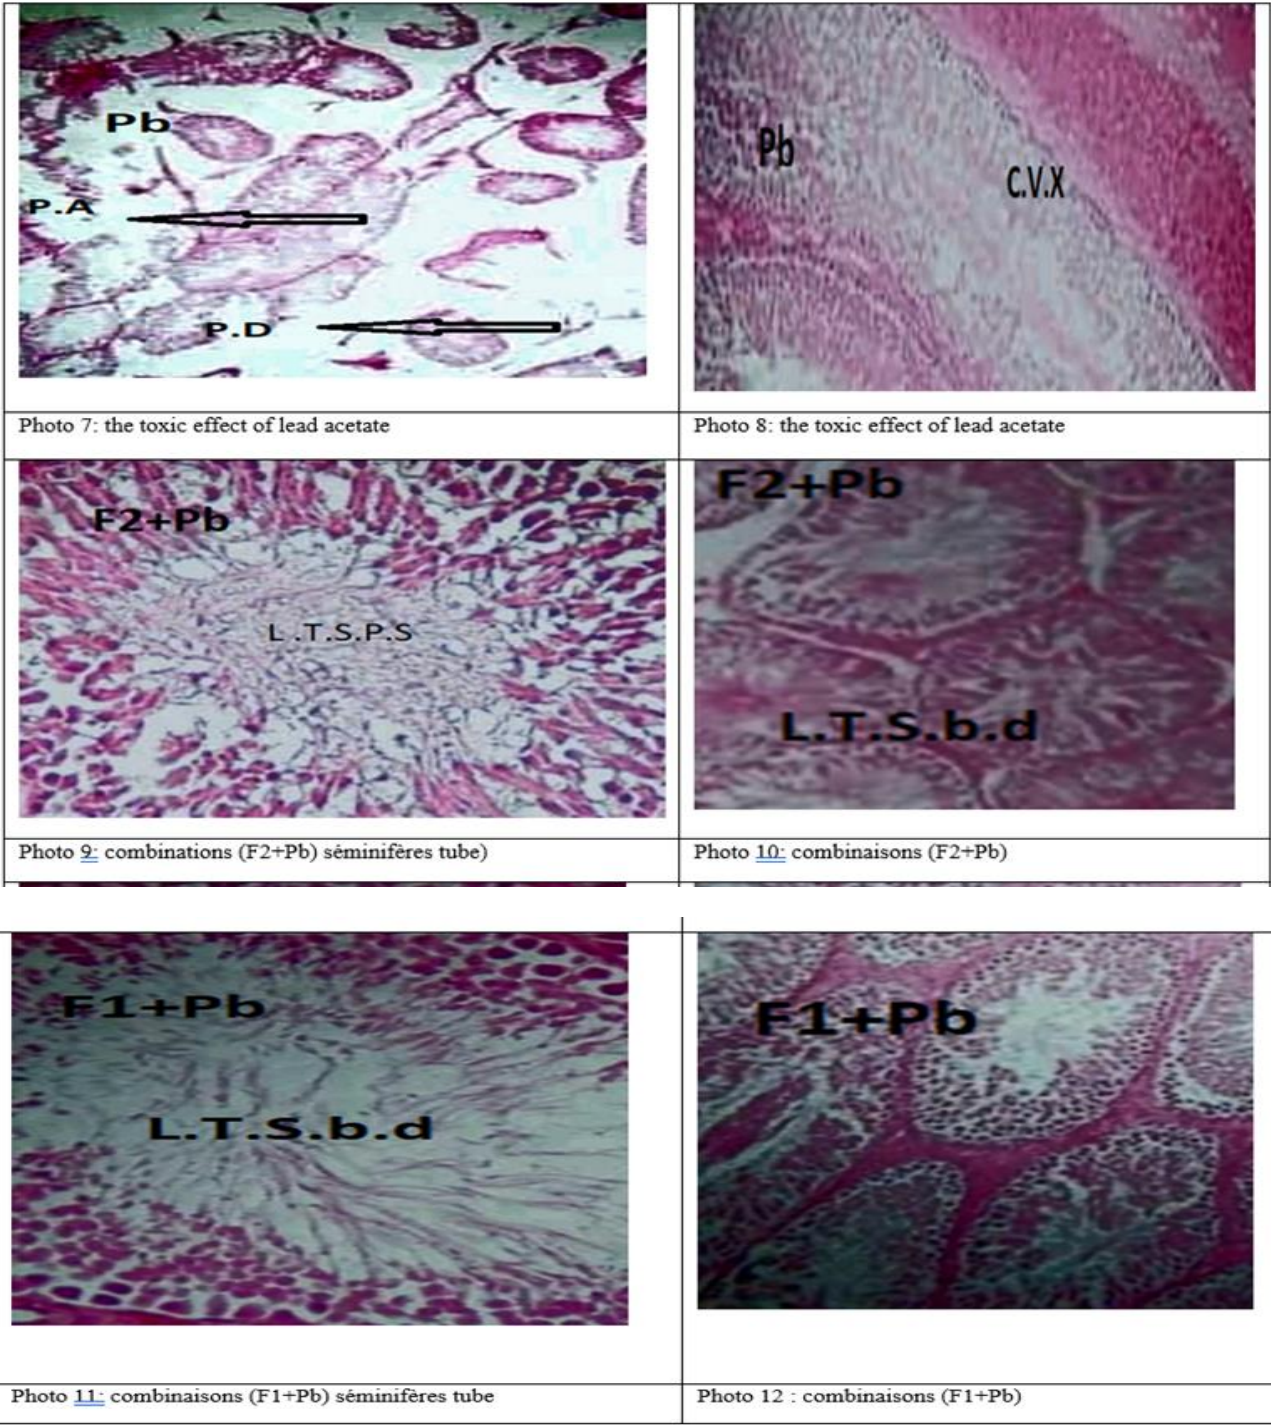 Pb
P.A
P.D
Pb
C.V.X
Photo 7: the toxic effect of lead acetate
Photo 8: the toxic effect of lead acetate
F2+Pb
L .T.S.P.S
F2+Pb
L.T.S.b.d
Photo 9: combinations (F2+Pb) séminifères tube)
Photo 10: combinaisons (F2+Pb)
F1+Pb
L.T.S.b.d
F1+Pb
Photo 11: combinaisons (F1+Pb) séminifères tube
Photo 12 : combinaisons (F1+Pb)